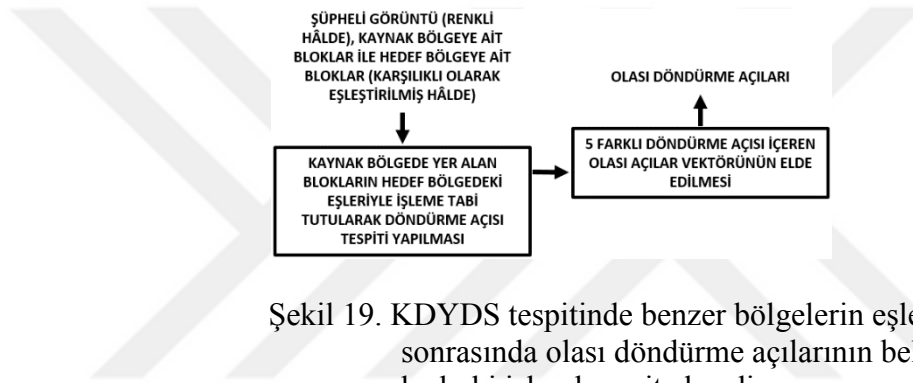 ŞÜPHELİ GÖRÜNTÜ (RENKLİ
HÂLDE), KAYNAK BÖLGEYE AİT
BLOKLAR İLE HEDEF BÖLGEYE AİT
BLOKLAR (KARŞILIKLI OLARAK
EŞLEŞTİRİLMİŞ HÂLDE)
OLASI DÖNDÜRME AÇILARI
KAYNAK BÖLGEDE YER ALAN
BLOKLARIN HEDEF BÖLGEDEKİ
EŞLERİYLE İŞLEME TABİ
TUTULARAK DÖNDÜRME AÇISI
TESPİTİ YAPILMASI
5 FARKLI DÖNDÜRME AÇISI İÇEREN
OLASI AÇILAR VEKTÖRÜNÜN ELDE
EDİLMESİ
Şekil 19. KDYDS tespitinde benzer bölgelerin
sonrasında olası döndürme açılarının